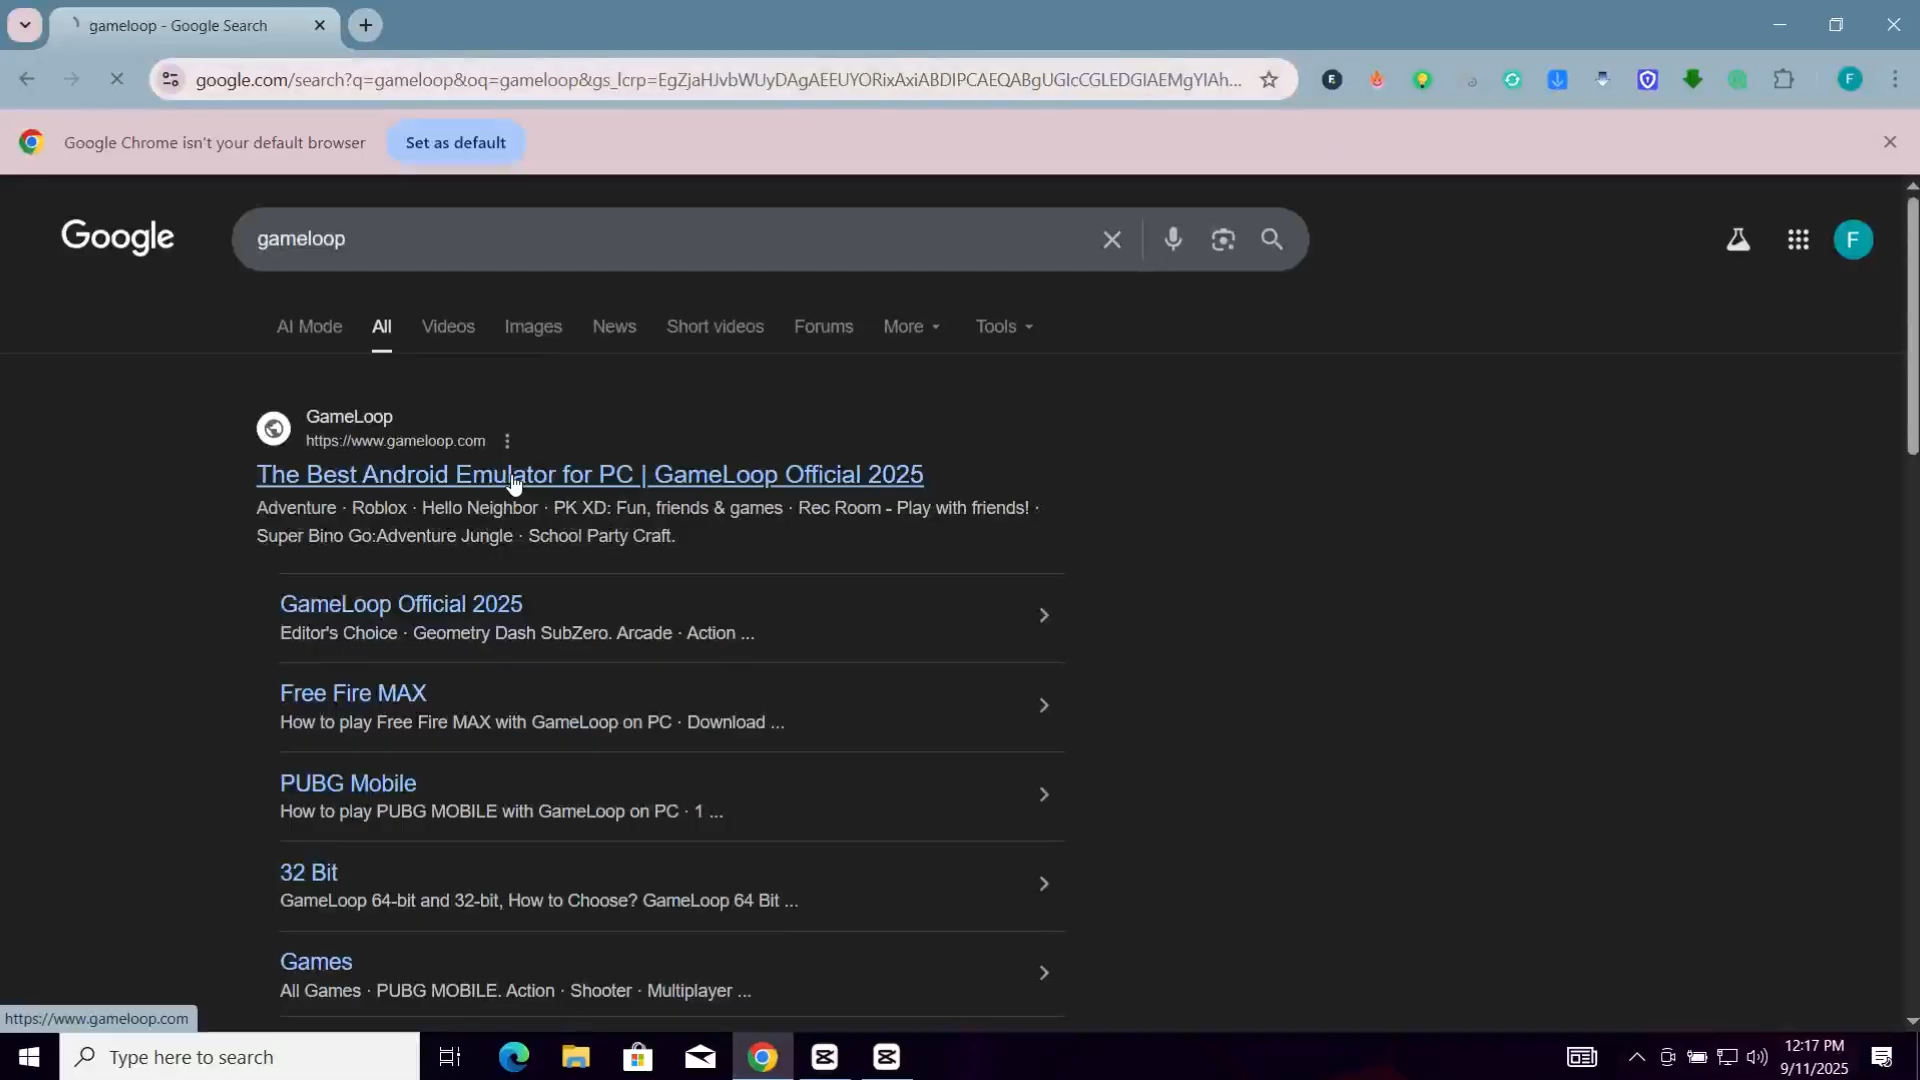 gameloop - Google Search
google.com/search?q=gameloop&oq=gameloop&gs_lcrp=EgZjaHJvbWUyDAgAEEUYORixAxiABDIPCAEQABgUGIcCGLEDGIAEMgYIAh...
F
Google Chrome isn't your default browser
Set as default
Google
gameloop
F
AI Mode
All
Videos
Images
News
Short videos
Forums
More
Tools
GameLoop
https://www.gameloop.com
The Best Android Emulator for PC | GameLoop Official 2025
Adventure · Roblox · Hello Neighbor · PK XD: Fun, friends & games · Rec Room - Play with friends! ·
Super Bino Go:Adventure Jungle · School Party Craft.
GameLoop Official 2025
Editor's Choice · Geometry Dash SubZero. Arcade · Action ...
Free Fire MAX
How to play Free Fire MAX with GameLoop on PC · Download ...
PUBG Mobile
How to play PUBG MOBILE with GameLoop on PC · 1 ...
32 Bit
GameLoop 64-bit and 32-bit, How to Choose? GameLoop 64 Bit ...
Games
All Games · PUBG MOBILE. Action · Shooter · Multiplayer ...
https://www.gameloop.com
Type here to search
12:17 PM
9/11/2025